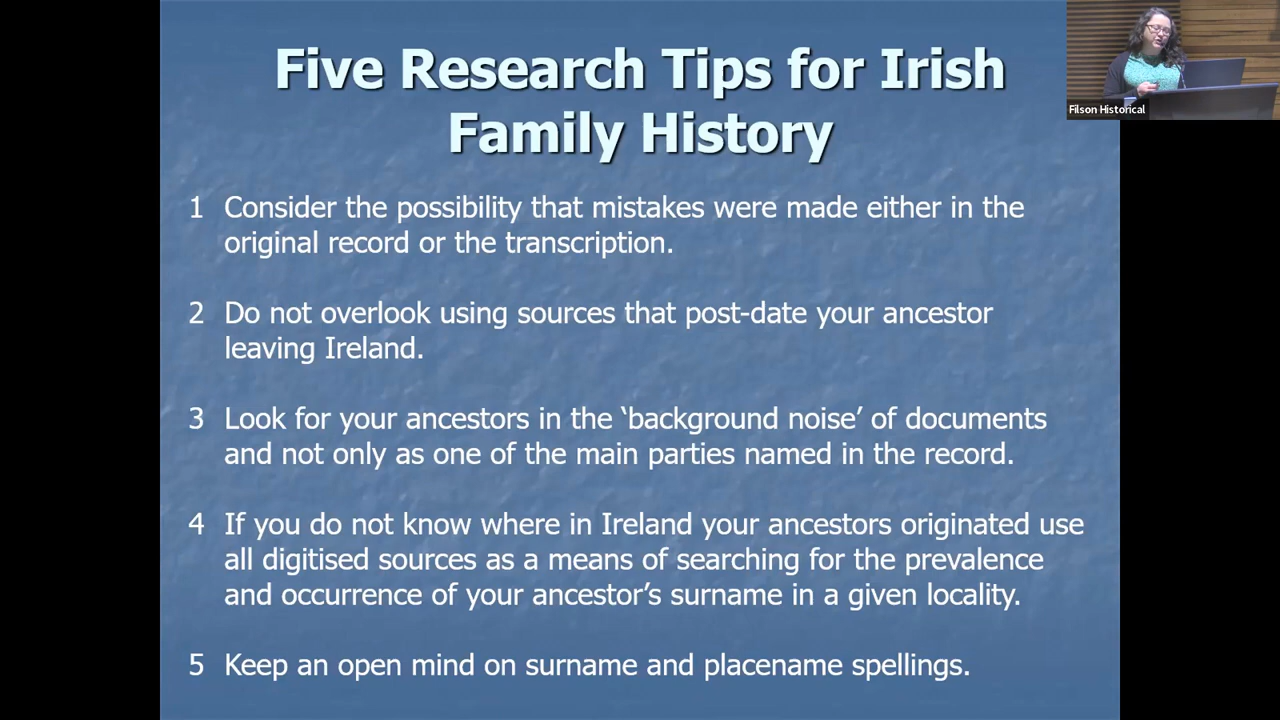 Five Research Tips for Irish
Family History
Filson Historical
1 Consider the possibility that mistakes were made either in the
original record or the transcription.
2 Do not overlook using sources that post-date your ancestor
leaving Ireland.
3 Look for your ancestors in the ‘background noise’ of documents
and not only as one of the main parties named in the record.
4 If you do not know where in Ireland your ancestors originated use
all digitised sources as a means of searching for the prevalence
and occurrence of your ancestor’s surname in a given locality.
5 Keep an open mind on surname and placename spellings.